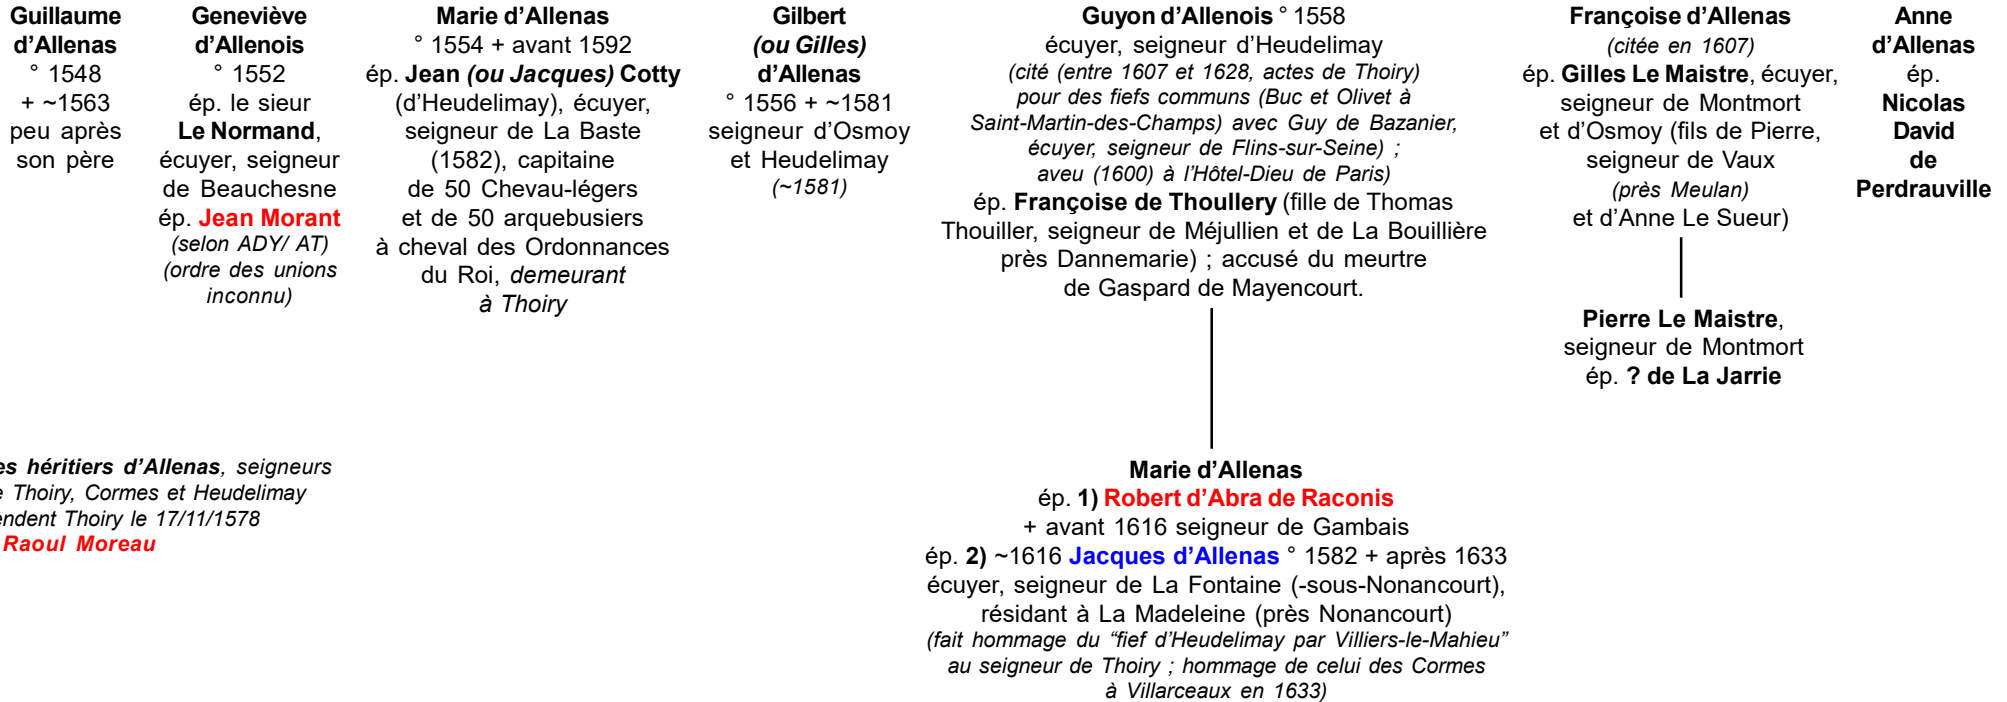 Guillaume
d’Allenas
° 1548
+ ~1563
peu après
son père
Geneviève
d’Allenois
° 1552
ép. le sieur
Le Normand,
écuyer, seigneur
de Beauchesne
ép. Jean Morant
(selon ADY/ AT)
(ordre des unions
inconnu)
Marie d’Allenas
° 1554 + avant 1592
ép. Jean (ou Jacques) Cotty
(d’Heudelimay), écuyer,
seigneur de La Baste
(1582), capitaine
de 50 Chevau-légers
et de 50 arquebusiers
à cheval des Ordonnances
du Roi, demeurant
à Thoiry
Gilbert
(ou Gilles)
d’Allenas
° 1556 + ~1581
seigneur d’Osmoy
et Heudelimay
(~1581)
Guyon d’Allenois ° 1558
écuyer, seigneur d’Heudelimay
(cité (entre 1607 et 1628, actes de Thoiry)
pour des fiefs communs (Buc et Olivet à
Saint-Martin-des-Champs) avec Guy de Bazanier,
écuyer, seigneur de Flins-sur-Seine) ;
aveu (1600) à l’Hôtel-Dieu de Paris)
ép. Françoise de Thoullery (fille de Thomas
Thouiller, seigneur de Méjullien et de La Bouillière
près Dannemarie) ; accusé du meurtre
de Gaspard de Mayencourt.
Françoise d’Allenas
(citée en 1607)
ép. Gilles Le Maistre, écuyer,
seigneur de Montmort
et d’Osmoy (fils de Pierre,
seigneur de Vaux
(près Meulan)
et d’Anne Le Sueur)
Anne
d’Allenas
ép.
Nicolas
David
de
Perdrauville
Pierre Le Maistre,
seigneur de Montmort
ép. ? de La Jarrie
es héritiers d’Allenas, seigneurs
e Thoiry, Cormes et Heudelimay
endent Thoiry le 17/11/1578
Raoul Moreau
Marie d’Allenas
ép. 1) Robert d’Abra de Raconis
+ avant 1616 seigneur de Gambais
ép. 2) ~1616 Jacques d’Allenas ° 1582 + après 1633
écuyer, seigneur de La Fontaine (-sous-Nonancourt),
résidant à La Madeleine (près Nonancourt)
(fait hommage du “fief d’Heudelimay par Villiers-le-Mahieu”
au seigneur de Thoiry ; hommage de celui des Cormes
à Villarceaux en 1633)